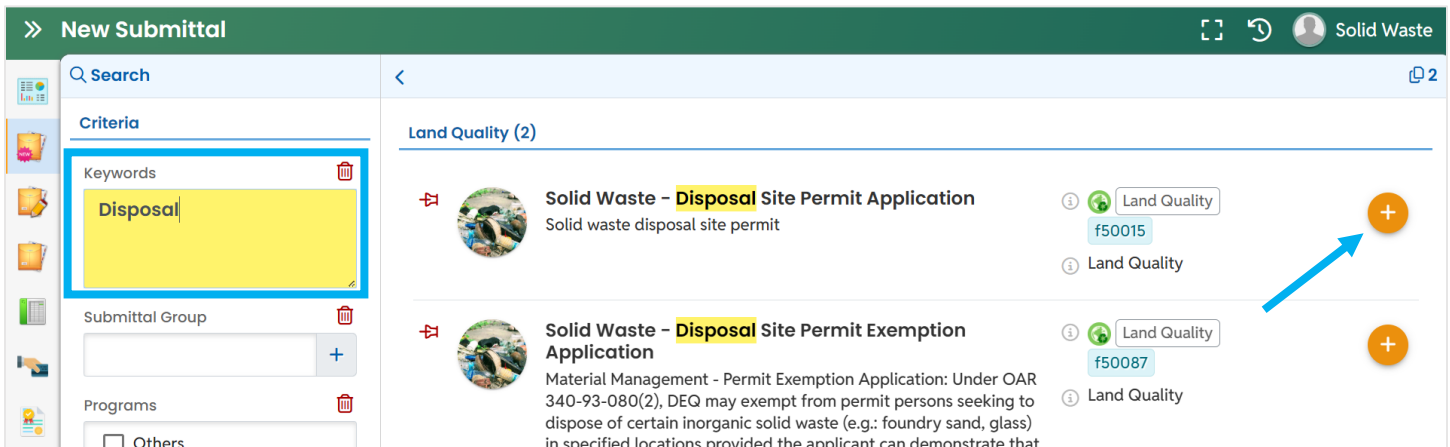 New Submittal
Solid Waste
Search
2
Criteria
Keywords
Disposal
Submittal Group
+
Programs
Others
Land Quality (2)
Solid Waste - Disposal Site Permit Application
Solid waste disposal site permit
Land Quality
f50015
Land Quality
+
Solid Waste - Disposal Site Permit Exemption
Application
Material Management - Permit Exemption Application: Under OAR
340-93-080(2), DEQ may exempt from permit persons seeking to
dispose of certain inorganic solid waste (e.g.: foundry sand, glass)
in specified locations provided the applicant can demonstrate that
Land Quality
f50087
Land Quality
+